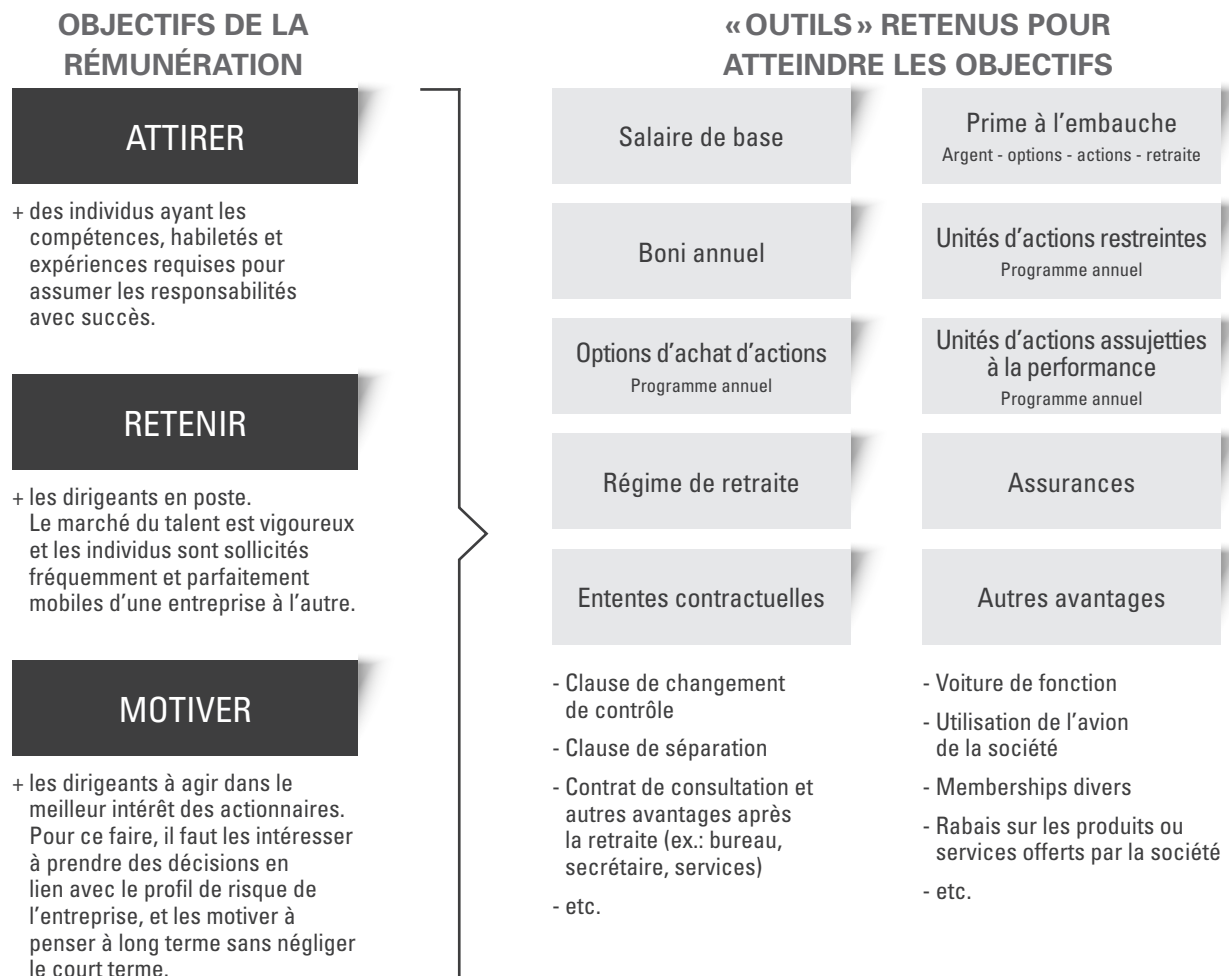 OBJECTIFS DE LA
RÉMUNÉRATION
ATTIRER
+ des individus ayant les
compétences, habiletés et
expériences requises pour
assumer les responsabilités
avec succès.
RETENIR
+ les dirigeants en poste.
Le marché du talent est vigoureux
et les individus sont sollicités
fréquemment et parfaitement
mobiles d’une entreprise à l’autre.
MOTIVER
+ les dirigeants à agir dans le
meilleur intérêt des actionnaires.
Pour ce faire, il faut les intéresser
à prendre des décisions en
lien avec le profil de risque de
l’entreprise, et les motiver à
penser à long terme sans négliger
le court terme.
«OUTILS» RETENUS POUR
ATTEINDRE LES OBJECTIFS
Salaire de base
Prime à l’embauche
Argent - options - actions - retraite
Boni annuel
Unités d’actions restreintes
Programme annuel
Options d’achat d’actions
Programme annuel
Unités d’actions assujetties
à la performance
Programme annuel
Régime de retraite
Assurances
Ententes contractuelles
Autres avantages
- Clause de changement
de contrôle
- Clause de séparation
- Contrat de consultation et
autres avantages après
la retraite (ex.: bureau,
secrétaire, services)
- etc.
- Voiture de fonction
- Utilisation de l’avion
de la société
- Memberships divers
- Rabais sur les produits ou
services offerts par la société
- etc.